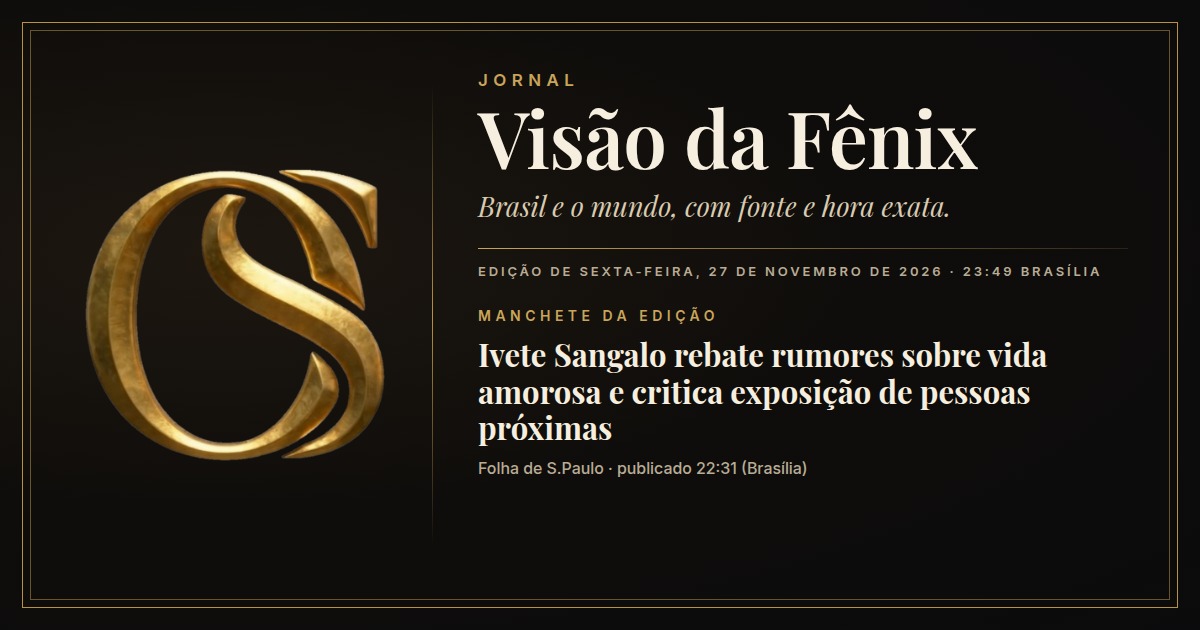 JORNAL
Visão da Fênix
Brasil e o mundo, com fonte e hora exata.
EDIÇÃO DE SEXTA-FEIRA, 27 DE NOVEMBRO DE 2026 · 23:49 BRASÍLIA
MANCHETE DA EDIÇÃO
Ivete Sangalo rebate rumores sobre vida
amorosa e critica exposição de pessoas
próximas
Folha de S.Paulo · publicado 22:31 (Brasília)